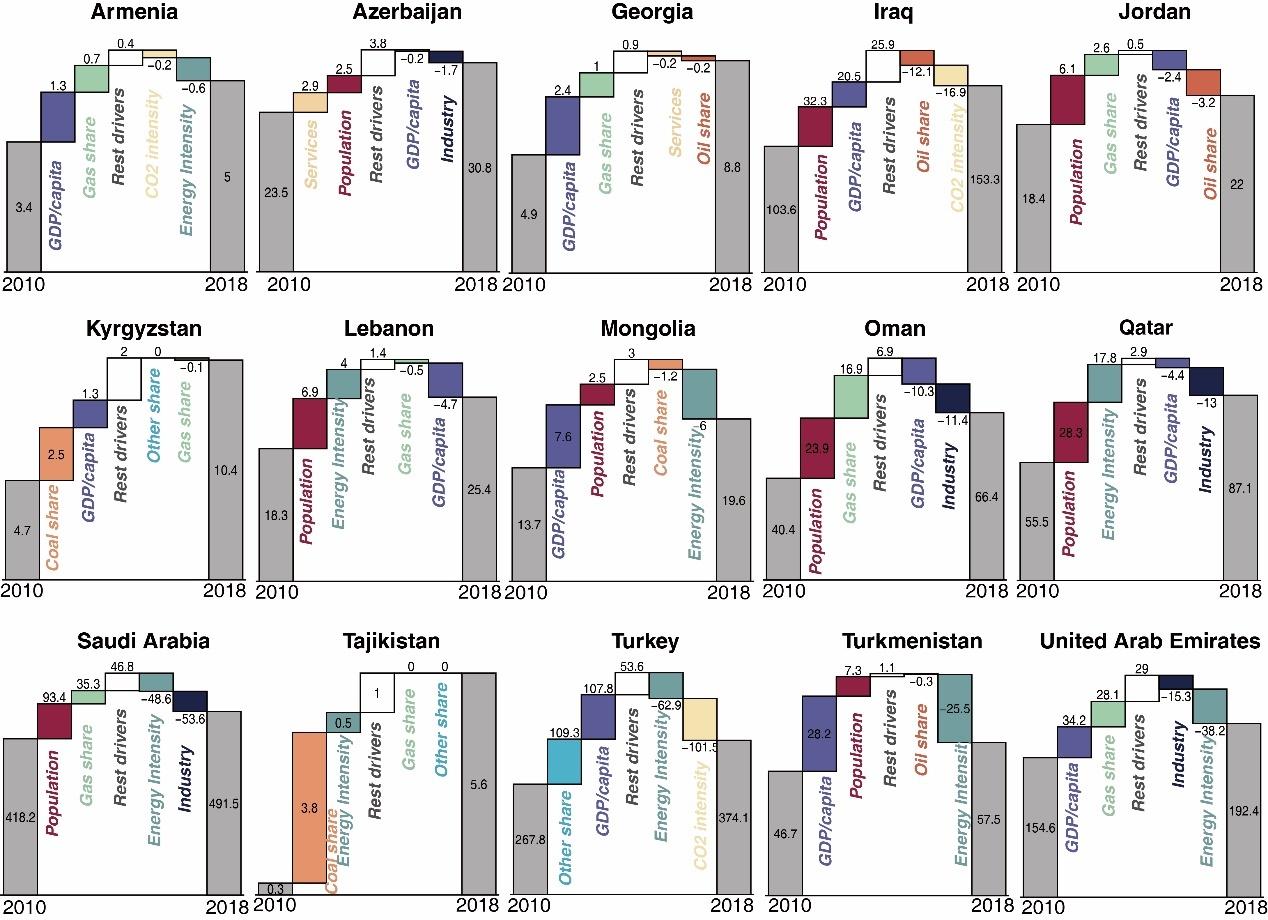 Armenia
3.4
1.3
GDP/capita
0.7
Gas share
0.4
Rest drivers
−0.2
CO2 intensity
−0.6
Energy Intensity
5
2010
2018
Azerbaijan
23.5
2.9
Services
2.5
Population
3.8
Rest drivers
−0.2
GDP/capita
−1.7
Industry
30.8
2010
2018
Georgia
4.9
2.4
GDP/capita
1
Gas share
0.9
Rest drivers
−0.2
Services
−0.2
Oil share
8.8
2010
2018
Iraq
103.6
32.3
Population
20.5
GDP/capita
25.9
Rest drivers
−12.1
Oil share
−16.9
CO2 intensity
153.3
2010
2018
Jordan
18.4
6.1
Population
2.6
Gas share
0.5
Rest drivers
−2.4
GDP/capita
−3.2
Oil share
22
2010
2018
Kyrgyzstan
4.7
2.5
Coal share
1.3
GDP/capita
2
Rest drivers
0
Other share
−0.1
Gas share
10.4
2010
2018
Lebanon
18.3
6.9
Population
4
Energy Intensity
1.4
Rest drivers
−0.5
Gas share
−4.7
GDP/capita
25.4
2010
2018
Mongolia
13.7
7.6
GDP/capita
2.5
Population
3
Rest drivers
−1.2
Coal share
−6
Energy Intensity
19.6
2010
2018
Oman
40.4
23.9
Population
16.9
Gas share
6.9
Rest drivers
−10.3
GDP/capita
−11.4
Industry
66.4
2010
2018
Qatar
55.5
28.3
Population
17.8
Energy Intensity
2.9
Rest drivers
−4.4
GDP/capita
−13
Industry
87.1
2010
2018
Saudi Arabia
418.2
93.4
Population
35.3
Gas share
46.8
Rest drivers
−48.6
Energy Intensity
−53.6
Industry
491.5
2010
2018
Tajikistan
0.3
3.8
Coal share
0.5
Energy Intensity
1
Rest drivers
0
Gas share
0
Other share
5.6
2010
2018
Turkey
267.8
109.3
Other share
107.8
GDP/capita
53.6
Rest drivers
−62.9
Energy Intensity
−101.5
CO2 intensity
374.1
2010
2018
Turkmenistan
46.7
28.2
GDP/capita
7.3
Population
1.1
Rest drivers
−0.3
Oil share
−25.5
Energy Intensity
57.5
2010
2018
United Arab Emirates
154.6
34.2
GDP/capita
28.1
Gas share
29
Rest drivers
−15.3
Industry
−38.2
Energy Intensity
192.4
2010
2018